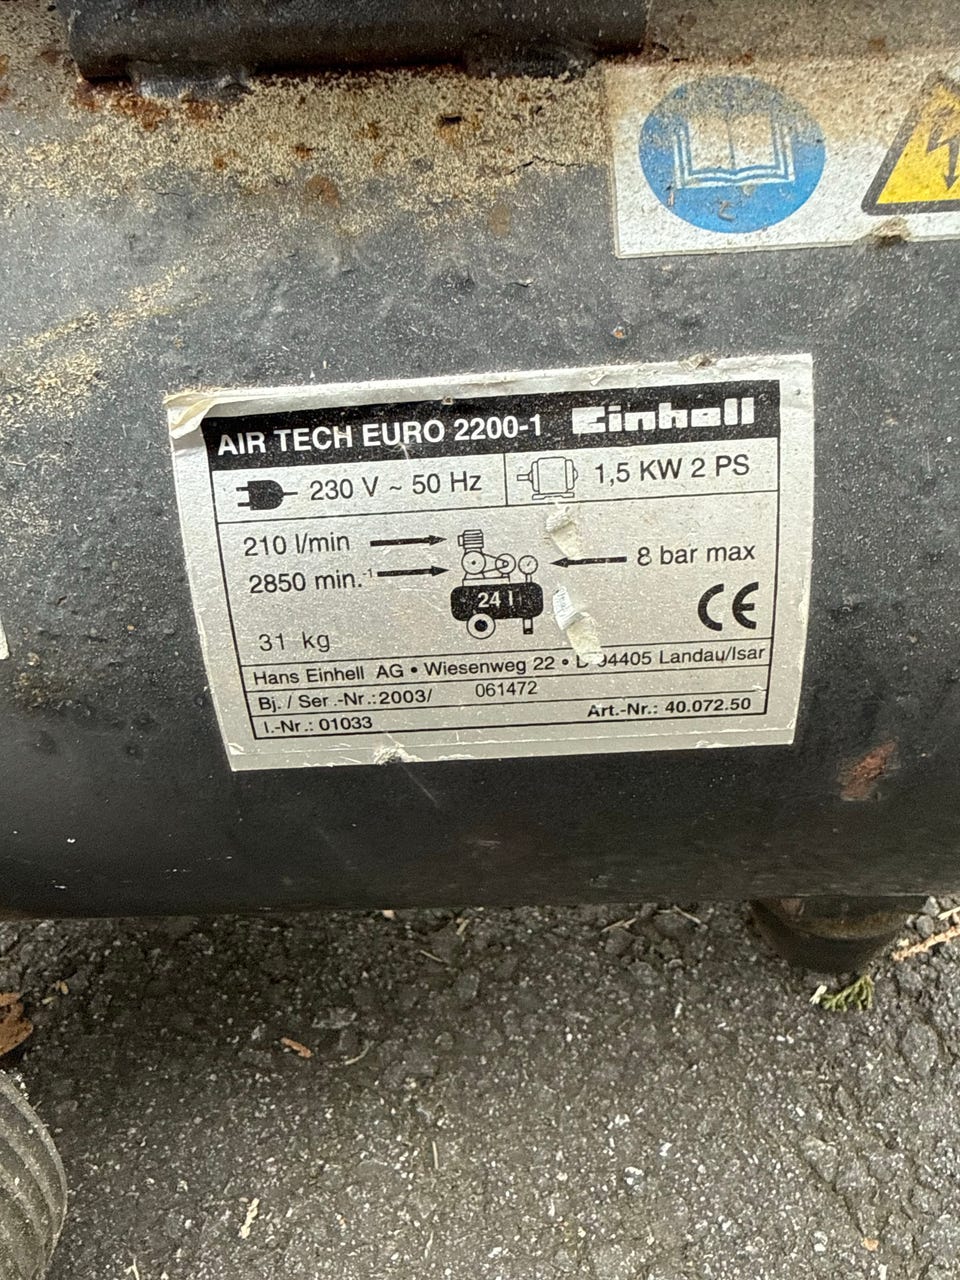 AIR TECH EURO 2200-1 Einhell
230 V ~ 50 Hz 1,5 KW 2 PS
210 l/min
8 bar max
2850 min.-1
24 l
CE
31 kg
Hans Einhell AG • Wiesenweg 22 • D-94405 Landau/Isar
Bj. / Ser.-Nr.:2003/ 061472
I.-Nr.: 01033 Art.-Nr.: 40.072.50